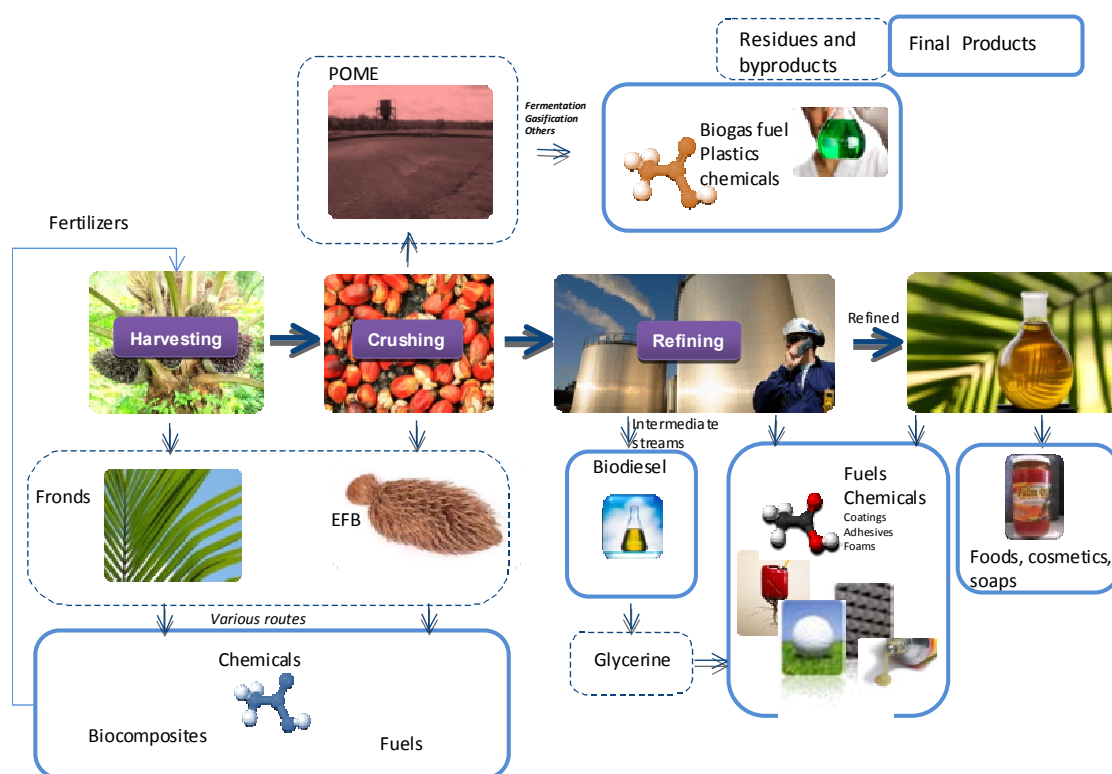 Residues and
byproducts
Final Products
POME
Fermentation
Gasification
Others
Biogas fuel
Plastics
chemicals
Fertilizers
Harvesting
Crushing
Refining
Refined
Intermediate
streams
Fronds
EFB
Biodiesel
Fuels
Chemicals
Coatings
Adhesives
Foams
Foods, cosmetics,
soaps
Various routes
Glycerine
Chemicals
Biocomposites
Fuels